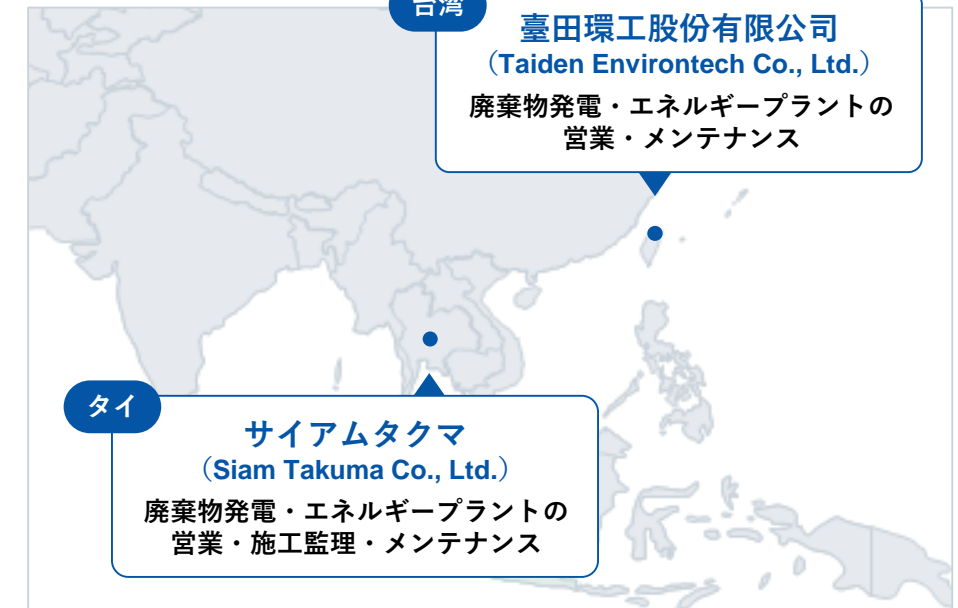 台湾
臺田環工股份有限公司
（Taiden Environtech Co., Ltd.）
廃棄物発電・エネルギープラントの
営業・メンテナンス
タイ
サイアムタクマ
（Siam Takuma Co., Ltd.）
廃棄物発電・エネルギープラントの
営業・施工監理・メンテナンス